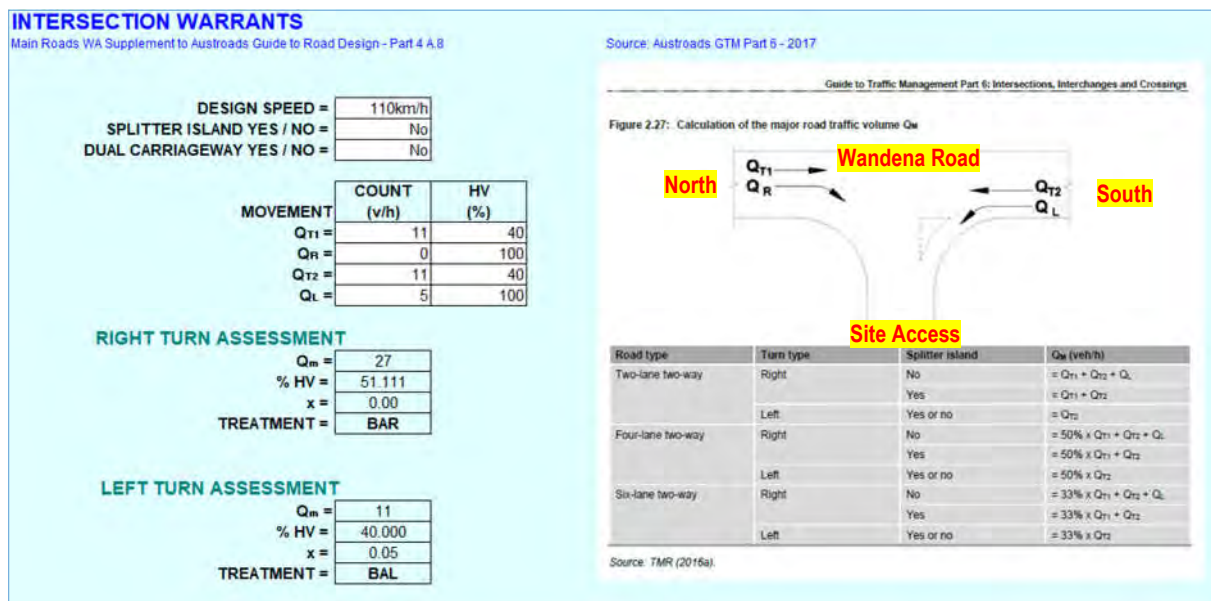 INTERSECTION WARRANTS
Main Roads WA Supplement to Austroads Guide to Road Design - Part 4 A.8
DESIGN SPEED = 110km/h
SPLITTER ISLAND YES / NO = No
DUAL CARRIAGEWAY YES / NO = No
MOVEMENT COUNT (v/h) HV (%)
QT1 = 11 40
QR = 0 100
QT2 = 11 40
QL = 5 100
RIGHT TURN ASSESSMENT
Qm = 27
% HV = 51.111
x = 0.00
TREATMENT = BAR
LEFT TURN ASSESSMENT
Qm = 11
% HV = 40.000
x = 0.05
TREATMENT = BAL
Source: Austroads GTM Part 6 - 2017
Guide to Traffic Management Part 6: Intersections, Interchanges and Crossings
Figure 2.27: Calculation of the major road traffic volume QM
Wandena Road
North
QT1
QR
QT2
QL
South
Site Access
Road type Turn type Splitter island QM (veh/h)
Two-lane two-way Right No = QT1 + QT2 + QL
Yes = QT1 + QT2
Left Yes or no = QT2
Four-lane two-way Right No = 50% x QT1 + QT2 + QL
Yes = 50% x QT1 + QT2
Left Yes or no = 50% x QT2
Six-lane two-way Right No = 33% x QT1 + QT2 + QL
Yes = 33% x QT1 + QT2
Left Yes or no = 33% x QT2
Source: TMR (2016a).